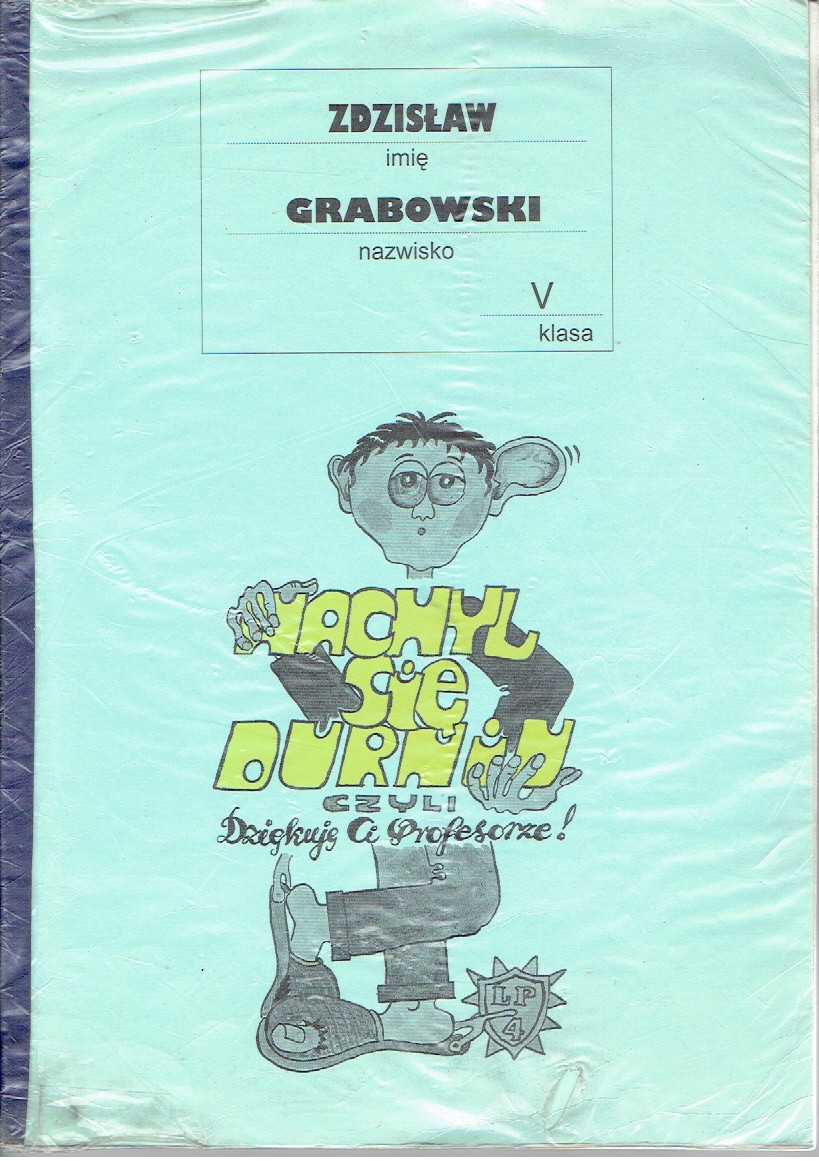 ZDZISŁAW
imię
GRABOWSKI
nazwisko
V
klasa
NACHYL
się
DURNiU
CZYLI
Dziękuję Ci Profesorze!
LP
4